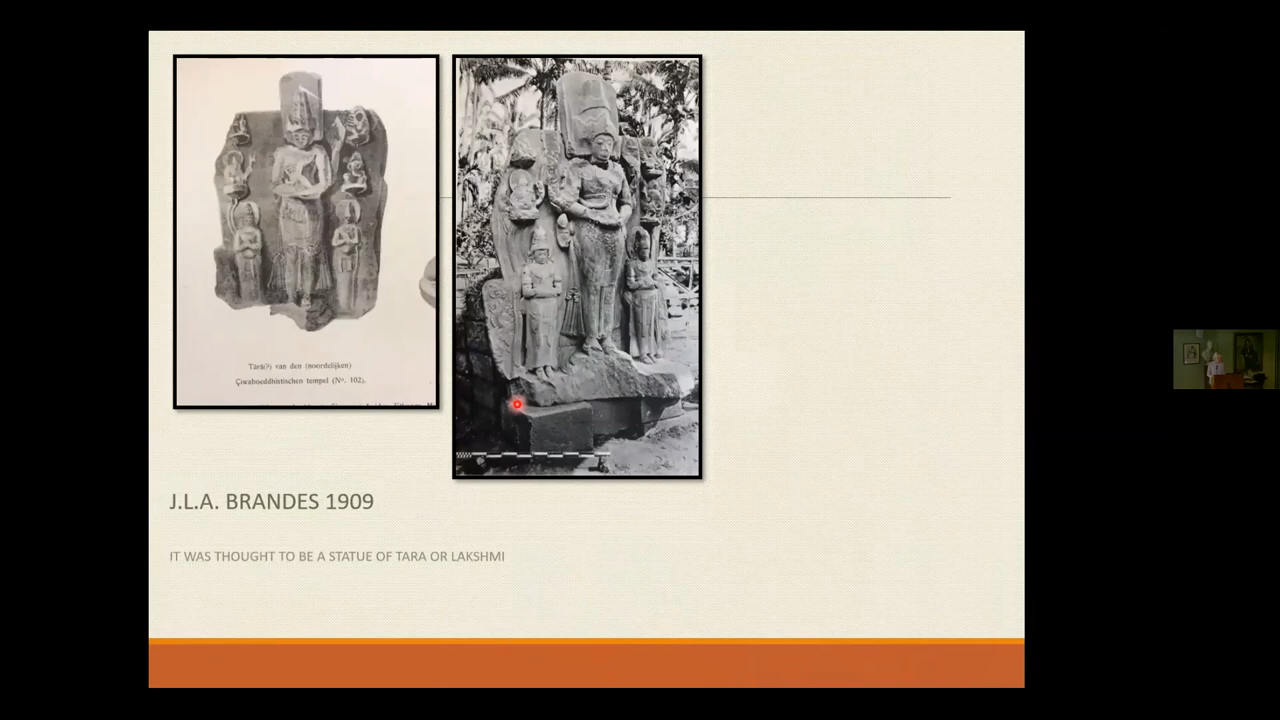 Tārā(?) van den (noordelijken)
Çiwaboeddhistischen tempel (Nº. 102).
J.L.A. BRANDES 1909
IT WAS THOUGHT TO BE A STATUE OF TARA OR LAKSHMI